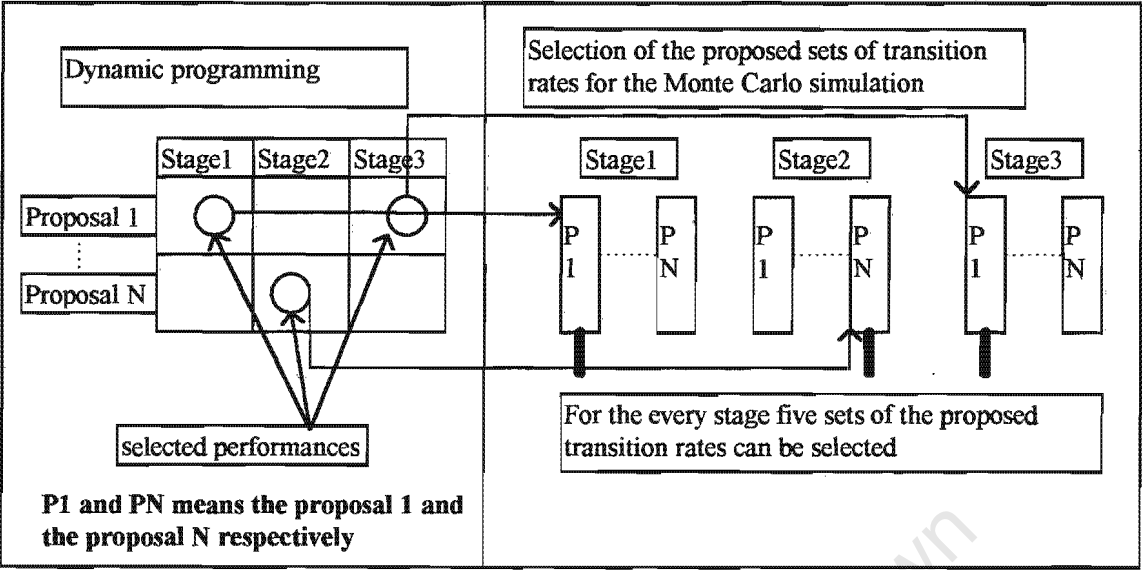 Dynamic programming
Stage1 Stage2 Stage3
Proposal 1
Proposal N
selected performances
P1 and PN means the proposal 1 and
the proposal N respectively
Selection of the proposed sets of transition
rates for the Monte Carlo simulation
Stage1 Stage2 Stage3
P P P P P P
1 N 1 N 1 N
For the every stage five sets of the proposed
transition rates can be selected